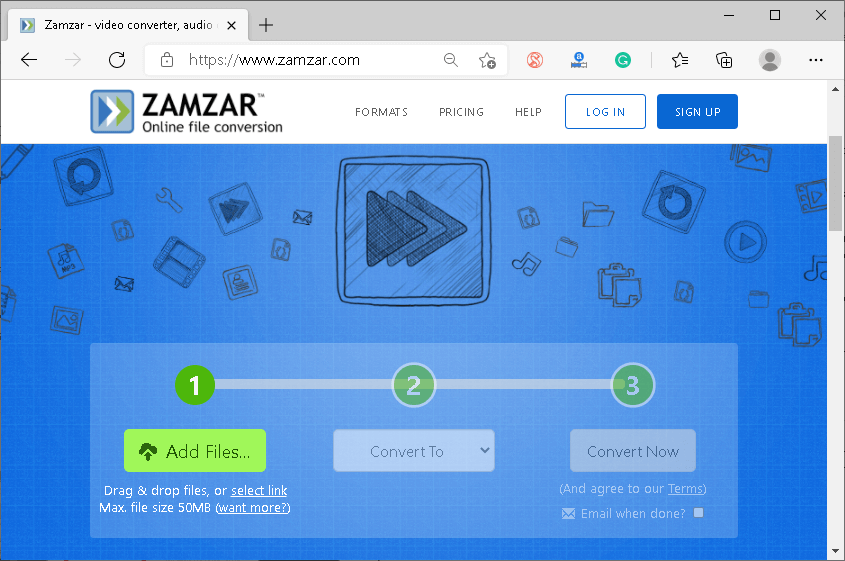 Zamzar - video converter, audio
https://www.zamzar.com
ZAMZAR™
Online file conversion
FORMATS
PRICING
HELP
LOG IN
SIGN UP
MP3
1
2
3
Add Files...
Convert To
Convert Now
Drag & drop files, or select link
Max. file size 50MB (want more?)
(And agree to our Terms)
Email when done?